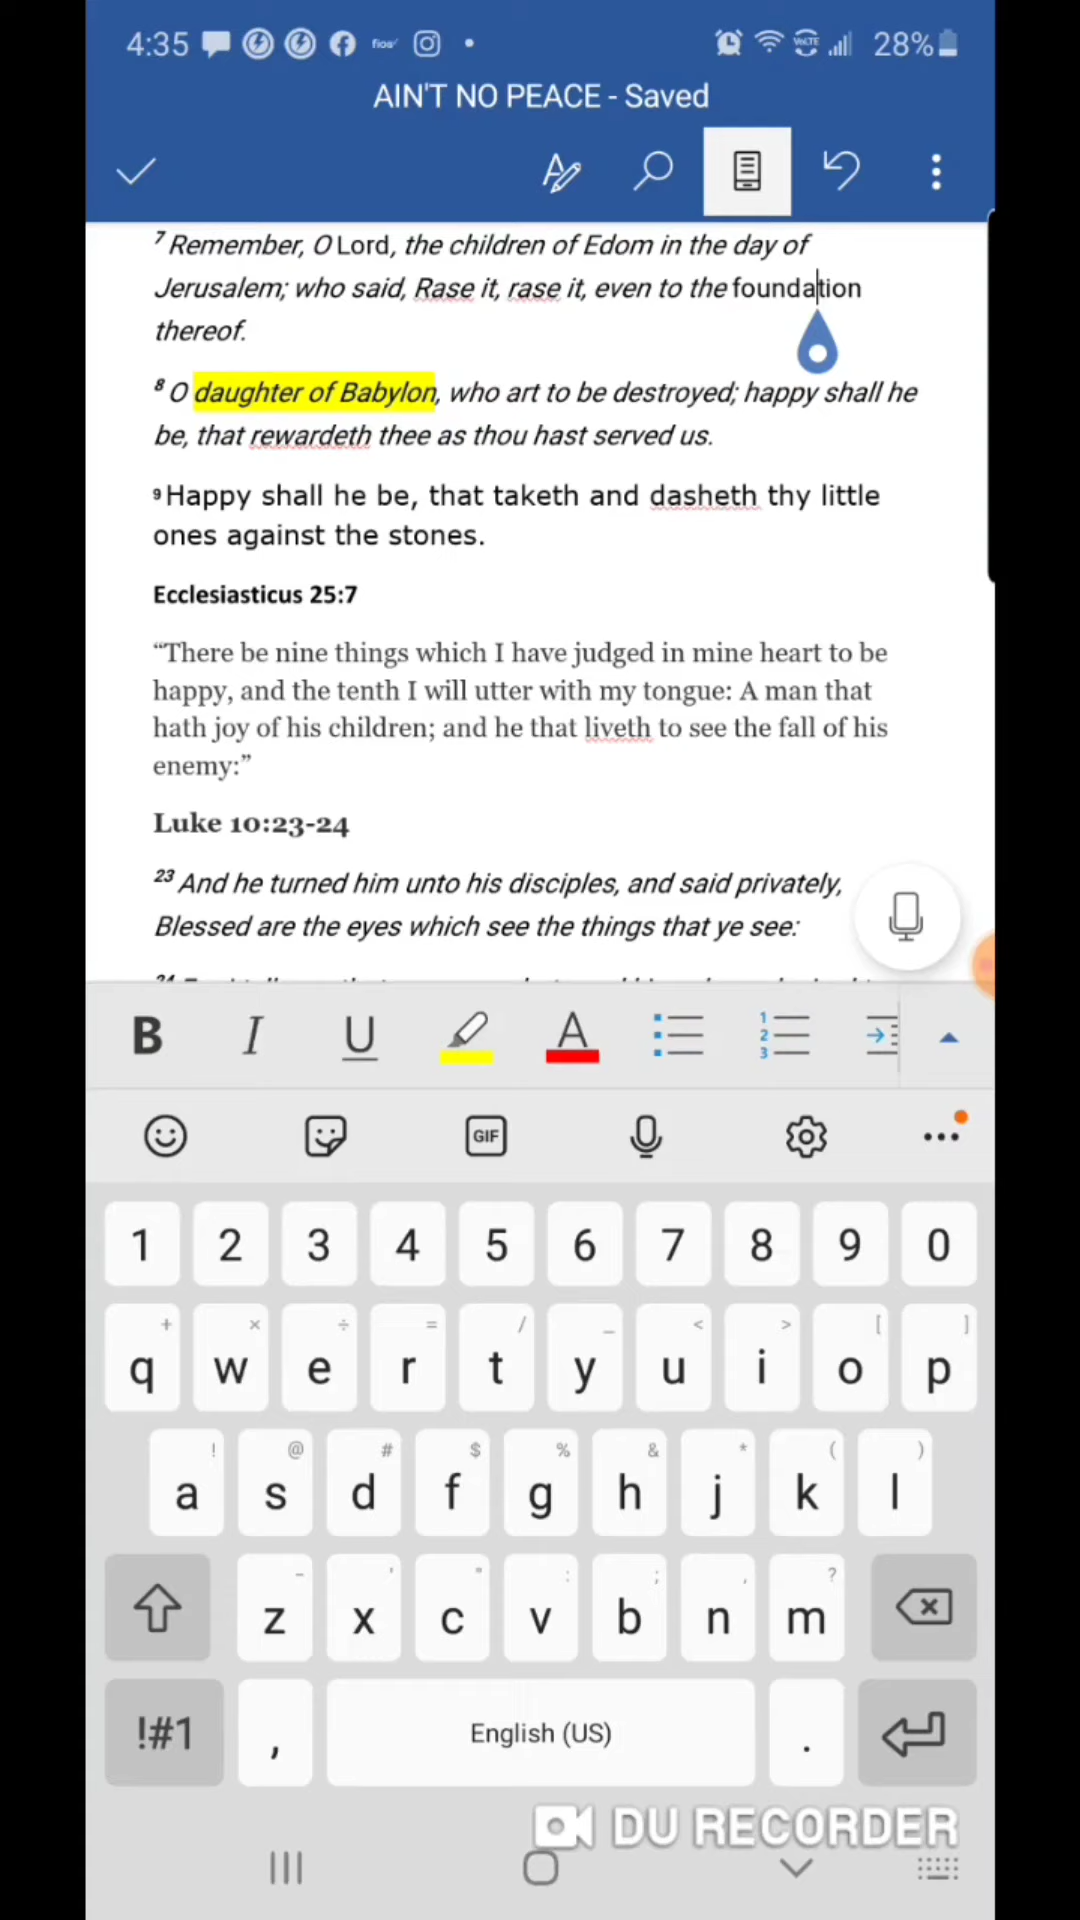 4:35 fios 28%
AIN'T NO PEACE - Saved
7 Remember, O Lord, the children of Edom in the day of
Jerusalem; who said, Rase it, rase it, even to the foundation
thereof.
8 O daughter of Babylon, who art to be destroyed; happy shall he
be, that rewardeth thee as thou hast served us.
9 Happy shall he be, that taketh and dasheth thy little
ones against the stones.
Ecclesiasticus 25:7
“There be nine things which I have judged in mine heart to be
happy, and the tenth I will utter with my tongue: A man that
hath joy of his children; and he that liveth to see the fall of his
enemy:”
Luke 10:23-24
23 And he turned him unto his disciples, and said privately,
Blessed are the eyes which see the things that ye see:
B I U A 1 2 3
GIF
1 2 3 4 5 6 7 8 9 0
+ × ÷ = / _ < > [ ]
q w e r t y u i o p
! @ # $ % & * ( )
a s d f g h j k l
- ' " : ; , ?
z x c v b n m
!#1 , English (US) .
DU RECORDER